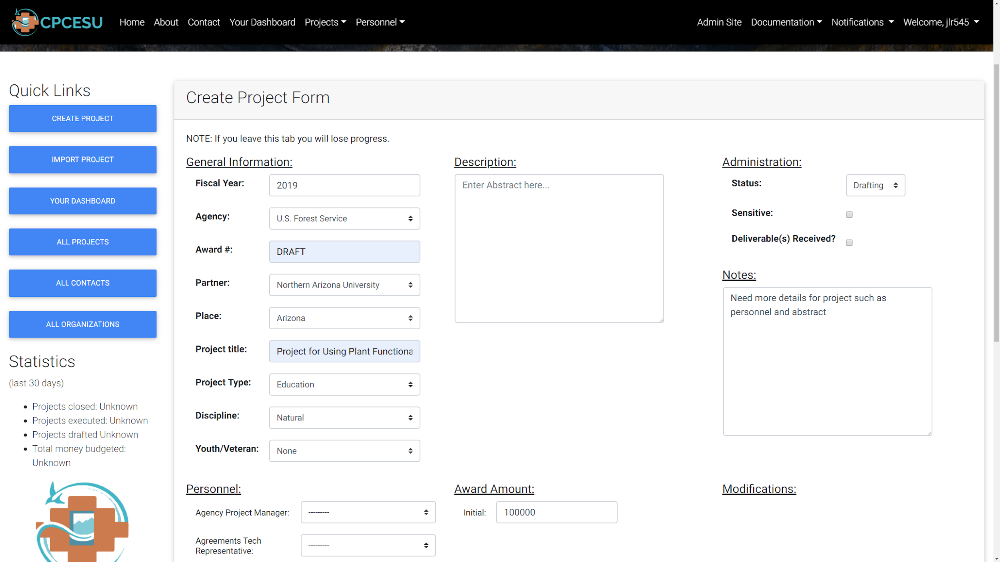 CPCESU
Home About Contact Your Dashboard Projects Personnel
Admin Site Documentation Notifications Welcome, jlr545
Quick Links
CREATE PROJECT
IMPORT PROJECT
YOUR DASHBOARD
ALL PROJECTS
ALL CONTACTS
ALL ORGANIZATIONS
Statistics
(last 30 days)
Projects closed: Unknown
Projects executed: Unknown
Projects drafted Unknown
Total money budgeted:
Unknown
Create Project Form
NOTE: If you leave this tab you will lose progress.
General Information:
Fiscal Year: 2019
Agency: U.S. Forest Service
Award #: DRAFT
Partner: Northern Arizona University
Place: Arizona
Project title: Project for Using Plant Functiona
Project Type: Education
Discipline: Natural
Youth/Veteran: None
Description:
Enter Abstract here...
Administration:
Status: Drafting
Sensitive:
Deliverable(s) Received?
Notes:
Need more details for project such as
personnel and abstract
Personnel:
Agency Project Manager: ---------
Agreements Tech
Representative: ---------
Award Amount:
Initial: 100000
Modifications: